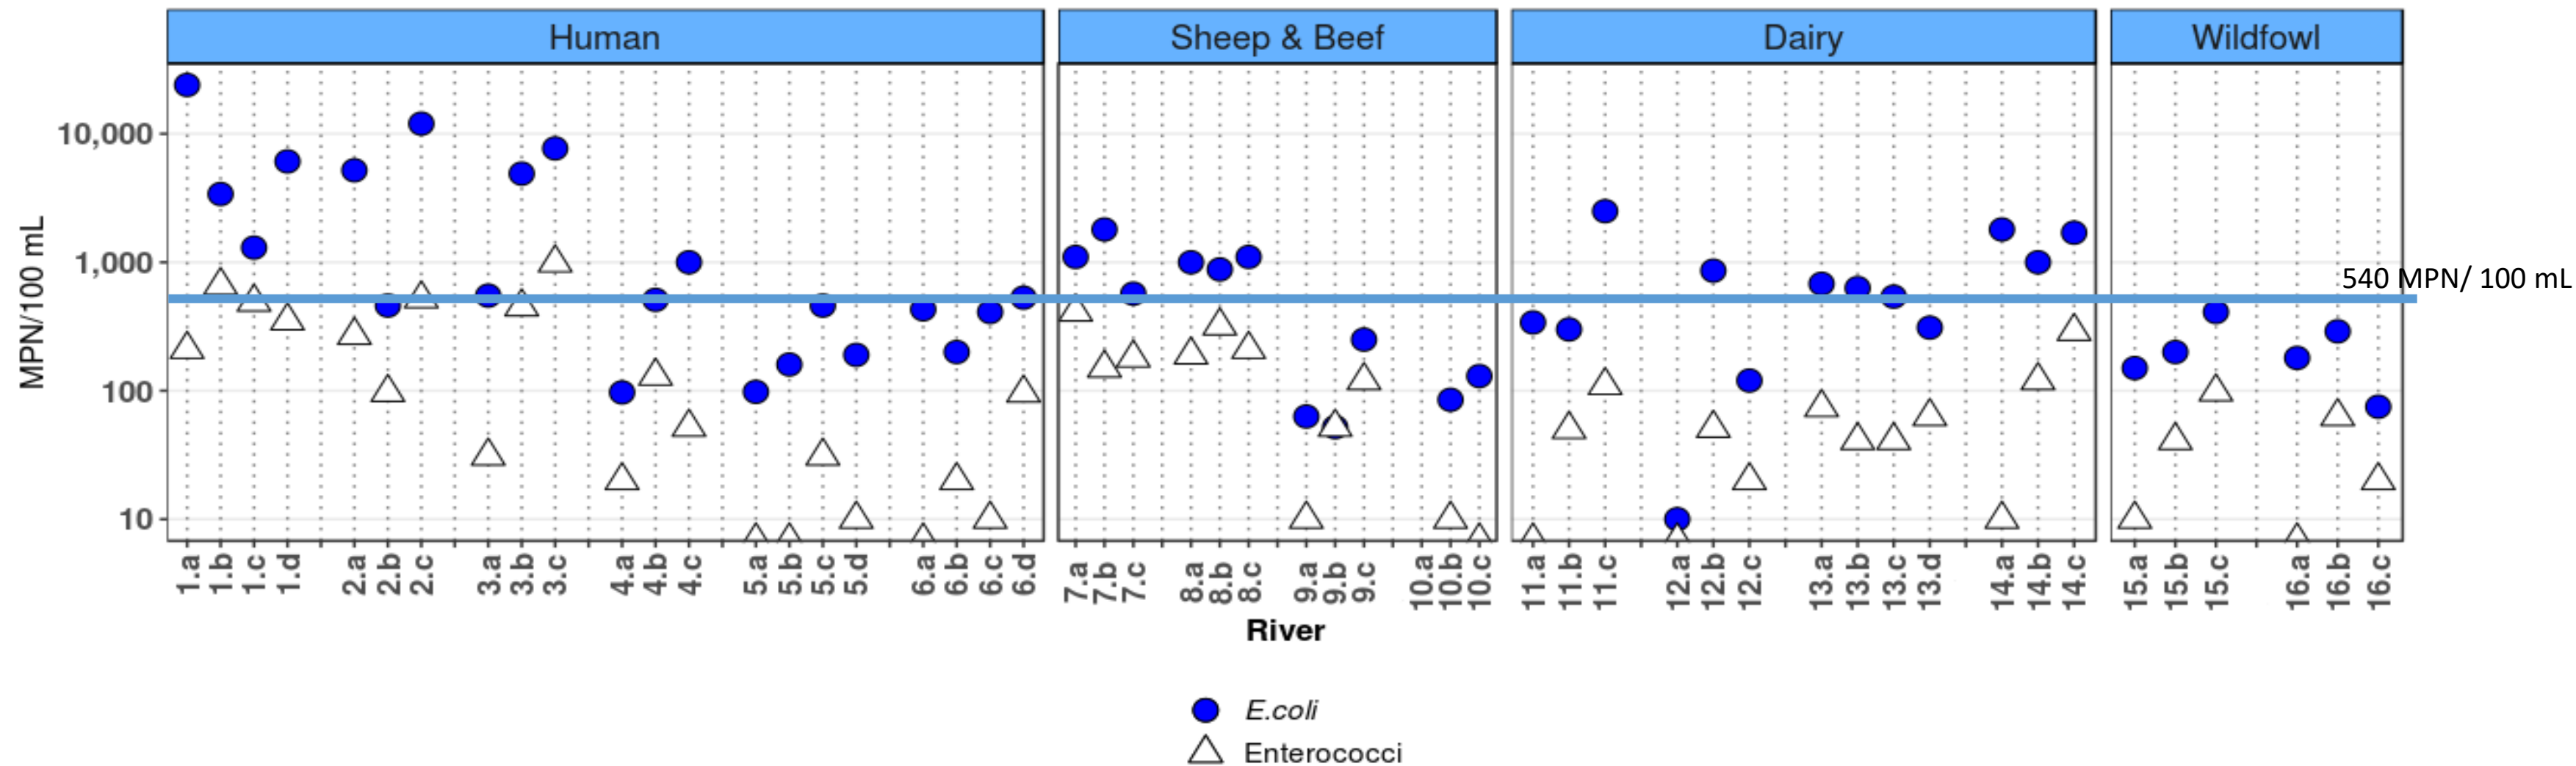 Human
Sheep & Beef
Dairy
Wildfowl
MPN/100 mL
10,000
1,000
100
10
540 MPN/ 100 mL
1.a 1.b 1.c 1.d 2.a 2.b 2.c 3.a 3.b 3.c 4.a 4.b 4.c 5.a 5.b 5.c 5.d 6.a 6.b 6.c 6.d
7.a 7.b 7.c 8.a 8.b 8.c 9.a 9.b 9.c 10.a 10.b 10.c
11.a 11.b 11.c 12.a 12.b 12.c 13.a 13.b 13.c 13.d 14.a 14.b 14.c
15.a 15.b 15.c 16.a 16.b 16.c
River
E.coli
Enterococci